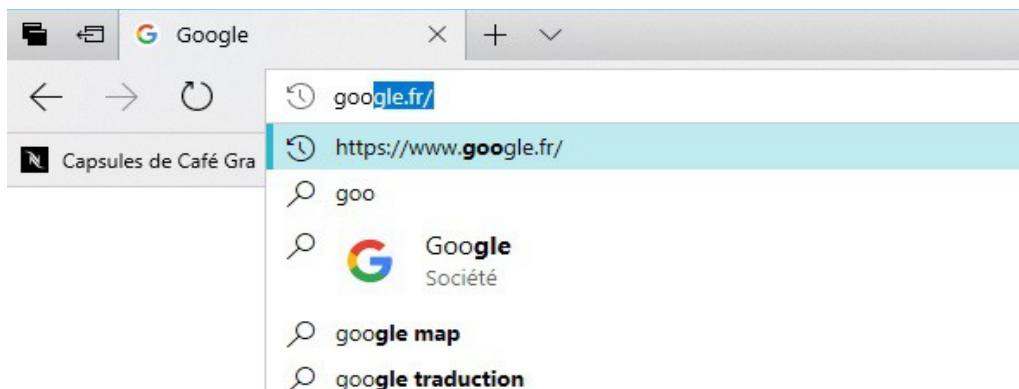 Google
google.fr/
Capsules de Café Gra
https://www.google.fr/
goo
Google
Société
google map
google traduction